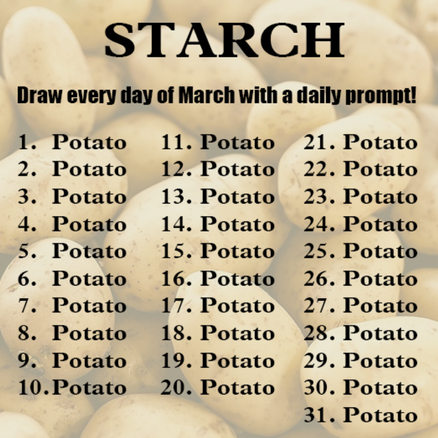 STARCH
Draw every day of March with a daily prompt!
1. Potato
2. Potato
3. Potato
4. Potato
5. Potato
6. Potato
7. Potato
8. Potato
9. Potato
10. Potato
11. Potato
12. Potato
13. Potato
14. Potato
15. Potato
16. Potato
17. Potato
18. Potato
19. Potato
20. Potato
21. Potato
22. Potato
23. Potato
24. Potato
25. Potato
26. Potato
27. Potato
28. Potato
29. Potato
30. Potato
31. Potato